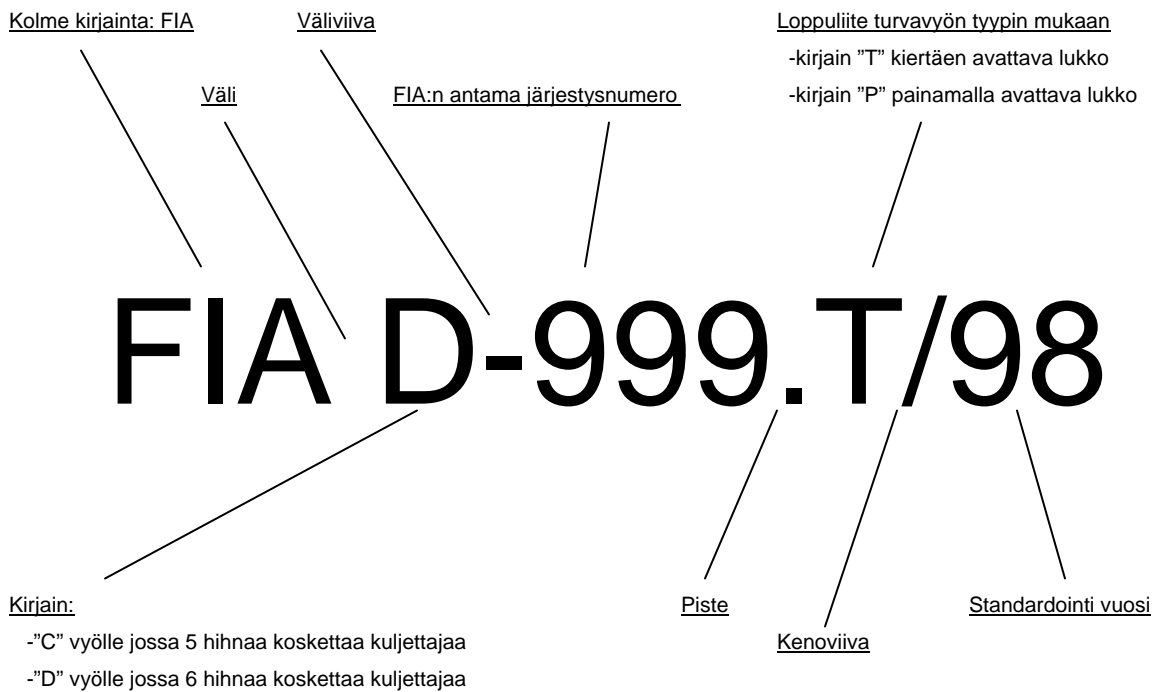 Kolme kirjainta: FIA
Väliviiva
Loppuliite turvavyön tyypin mukaan
-kirjain ”T” kiertäen avattava lukko
-kirjain ”P” painamalla avattava lukko
Väli
FIA:n antama järjestysnumero
FIA D-999.T/98
Kirjain:
-”C” vyölle jossa 5 hihnaa koskettaa kuljettajaa
-”D” vyölle jossa 6 hihnaa koskettaa kuljettajaa
Piste
Kenoviiva
Standardointi vuosi